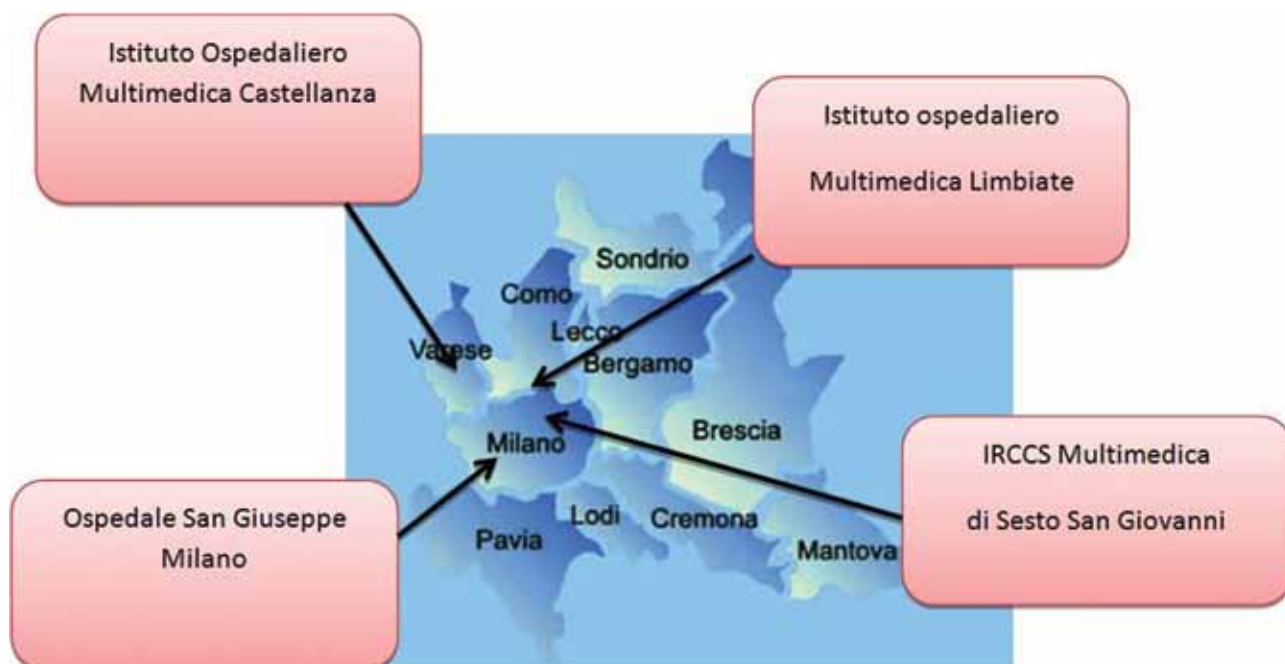 Istituto Ospedaliero
Multimedica Castellanza
Istituto ospedaliero
Multimedica Limbiate
Sondrio
Como
Lecco
Varese
Bergamo
Brescia
Milano
IRCCS Multimedica
di Sesto San Giovanni
Ospedale San Giuseppe
Milano
Lodi
Cremona
Pavia
Mantova